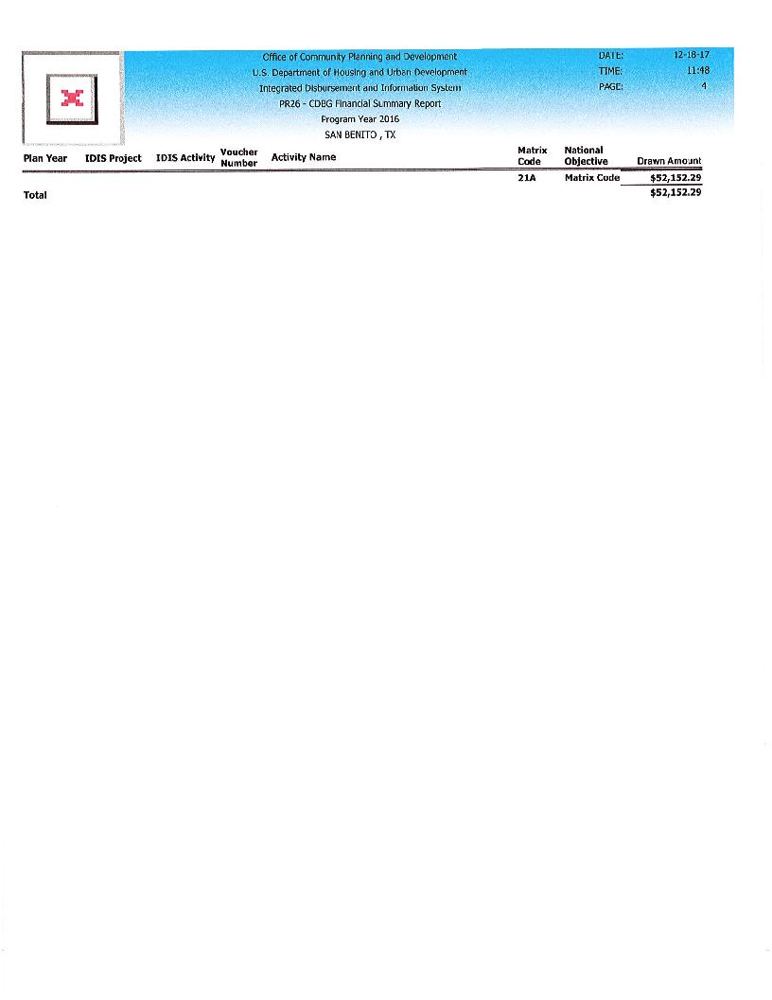 Office of Community Planning and Development DATE: 12-18-17
U.S. Department of Housing and Urban Development TIME: 11:48
Integrated Disbursement and Information System PAGE: 4
PR26 - CDBG Financial Summary Report
Program Year 2016
SAN BENITO , TX
Plan Year IDIS Project IDIS Activity Voucher Number Activity Name Matrix Code National Objective Drawn Amount
21A Matrix Code $52,152.29
Total $52,152.29